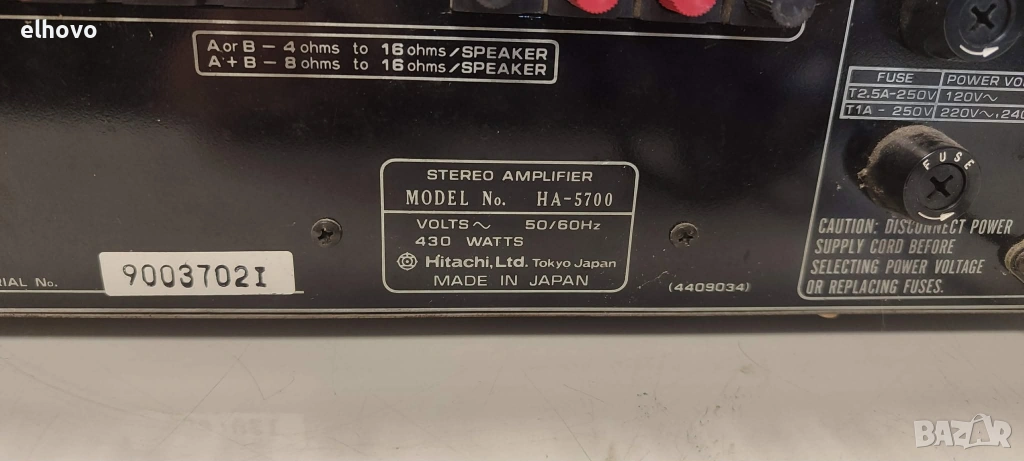 elhovo
A or B – 4 ohms to 16 ohms/SPEAKER
A + B – 8 ohms to 16 ohms/SPEAKER
FUSE POWER
T2.5A-250V 120V~
T1A - 250V 220V~,
FUSE
STEREO AMPLIFIER
MODEL No. HA-5700
VOLTS~ 50/60Hz
430 WATTS
Hitachi, Ltd. Tokyo Japan
MADE IN JAPAN
CAUTION: DISCONNECT POWER
SUPPLY CORD BEFORE
SELECTING POWER VOLTAGE
OR REPLACING FUSES.
No. 9003702I
(4409034)
BAZAR